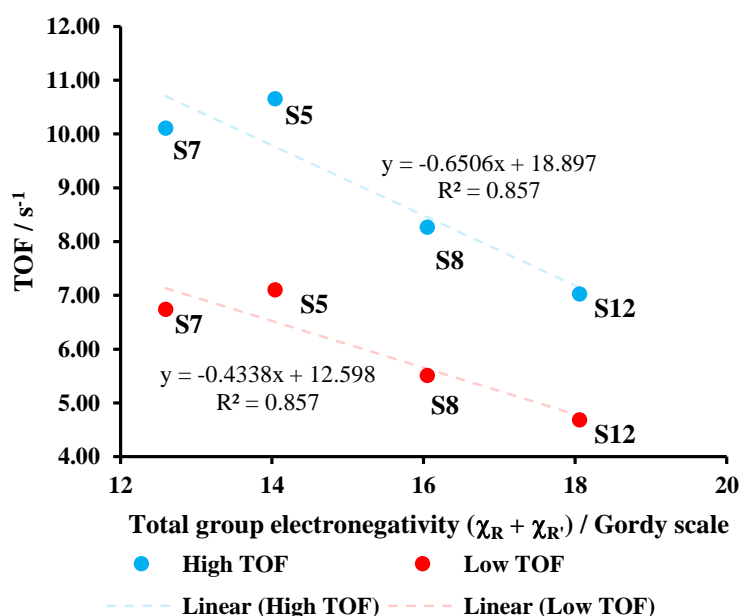 12.00
11.00
10.00
9.00
8.00
7.00
6.00
5.00
4.00
TOF / s⁻¹
S7
S5
S8
S12
y = -0.6506x + 18.897
R² = 0.857
S7
S5
S8
S12
y = -0.4338x + 12.598
R² = 0.857
12 14 16 18 20
Total group electronegativity (χR + χR') / Gordy scale
High TOF Low TOF
Linear (High TOF) Linear (Low TOF)